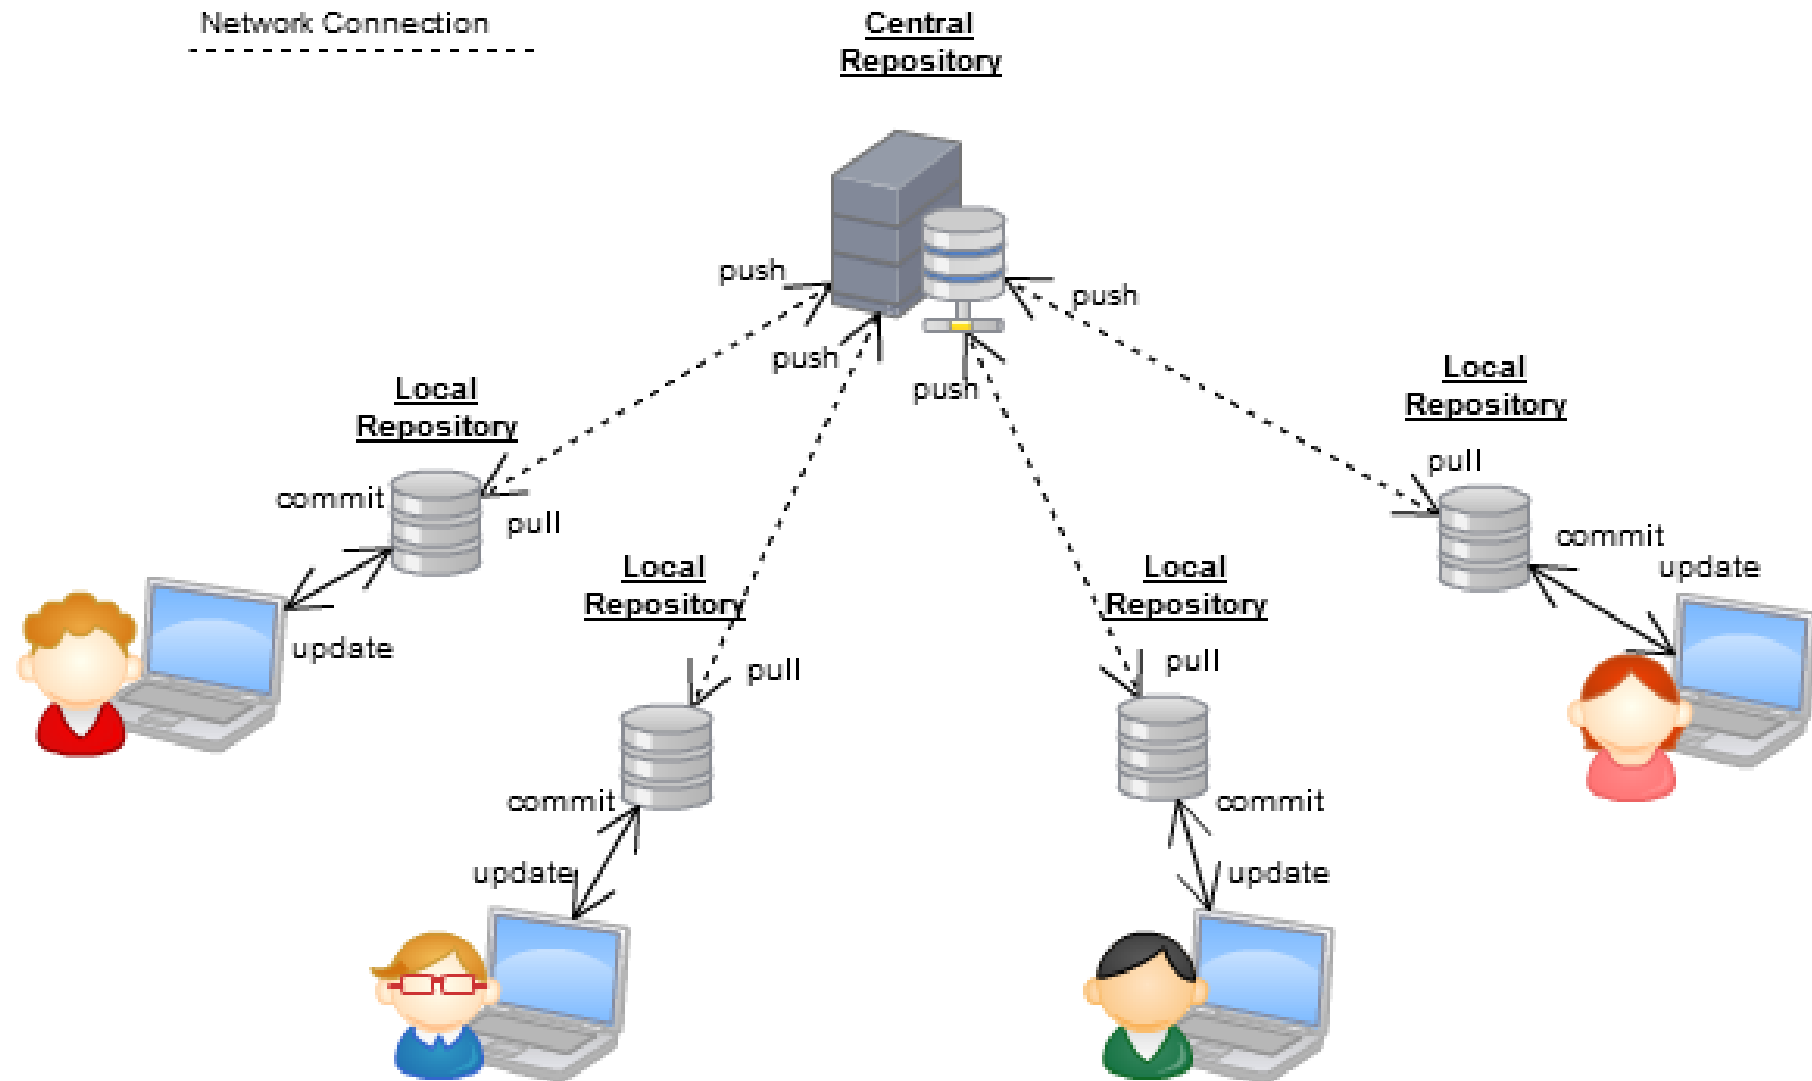 Network Connection
Central
Repository
push
push
push
push
Local
Repository
commit
pull
update
Local
Repository
pull
commit
update
Local
Repository
pull
commit
update
Local
Repository
pull
commit
update